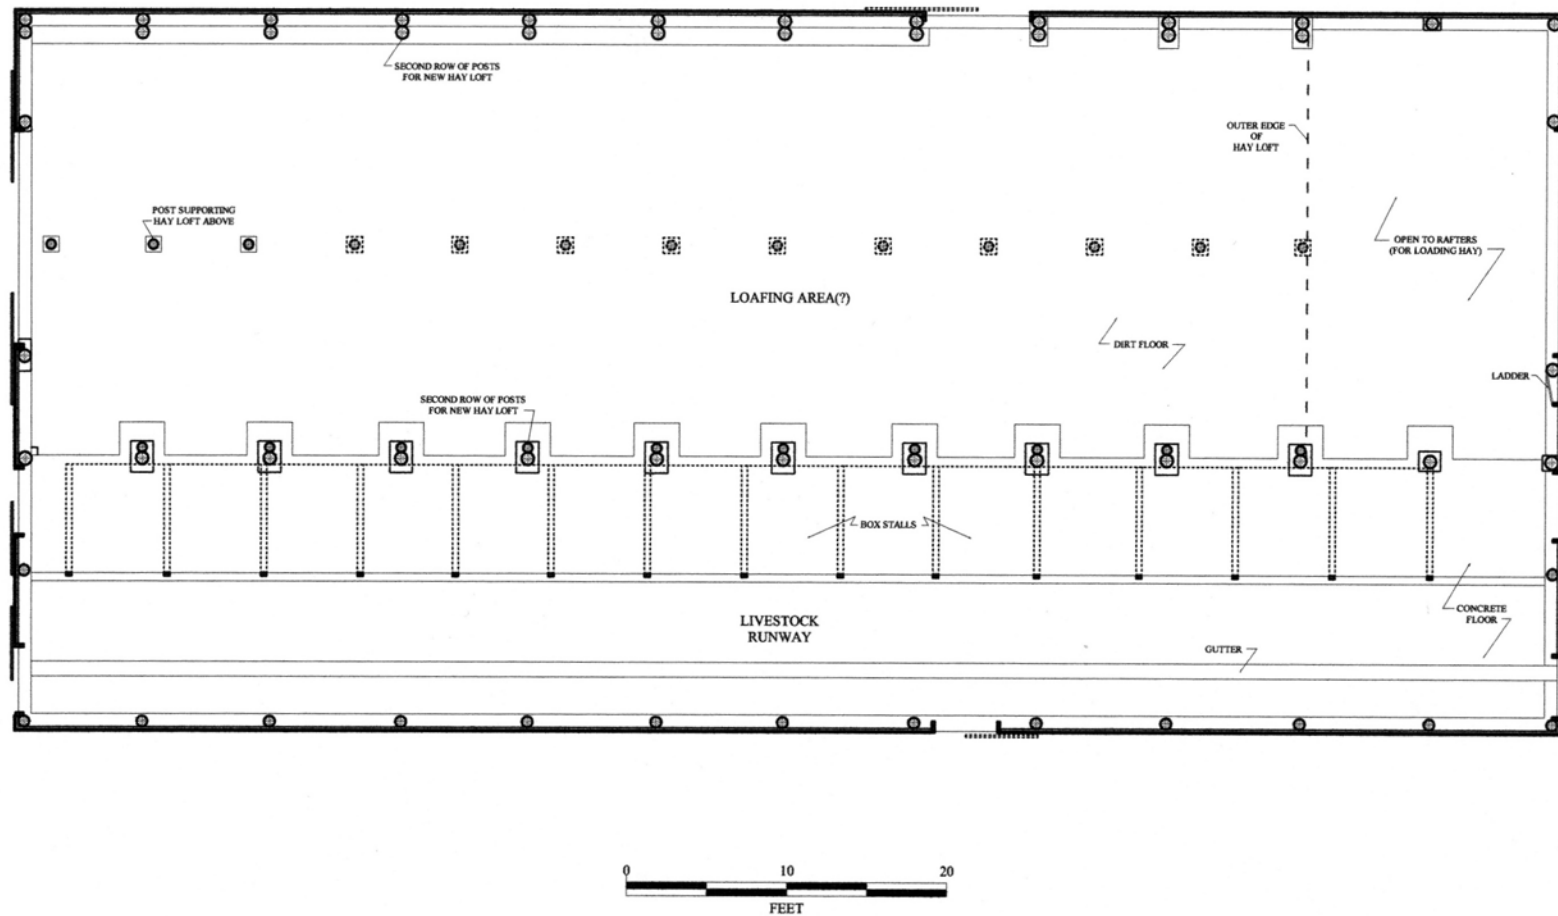 SECOND ROW OF POSTS
FOR NEW HAY LOFT
OUTER EDGE
OF
HAY LOFT
POST SUPPORTING
HAY LOFT ABOVE
OPEN TO RAFTERS
(FOR LOADING HAY)
LOAFING AREA(?)
DIRT FLOOR
LADDER
SECOND ROW OF POSTS
FOR NEW HAY LOFT
BOX STALLS
CONCRETE
FLOOR
LIVESTOCK
RUNWAY
GUTTER
0 10 20
FEET